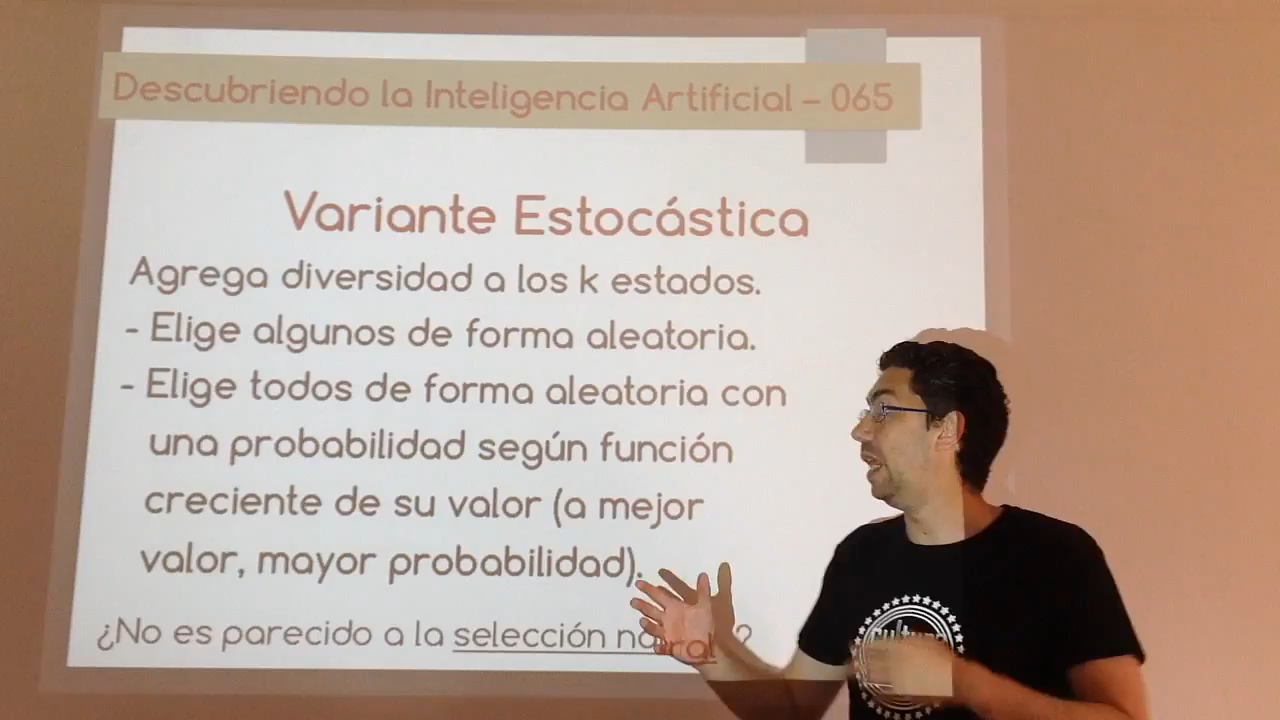 Descubriendo la Inteligencia Artificial – 065
Variante Estocástica
Agrega diversidad a los k estados.
- Elige algunos de forma aleatoria.
- Elige todos de forma aleatoria con
una probabilidad según función
creciente de su valor (a mejor
valor, mayor probabilidad).
¿No es parecido a la selección natural?